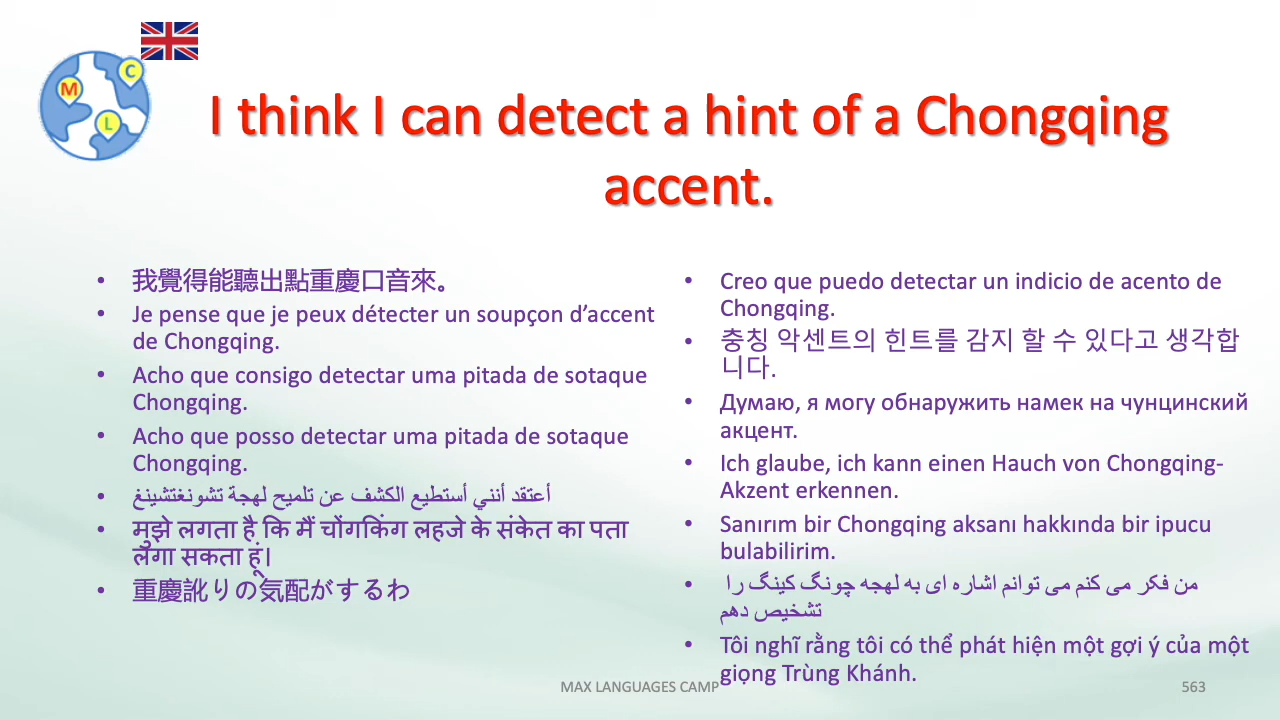 M
C
L
I think I can detect a hint of a Chongqing
accent.
• 我覺得能聽出點重慶口音來。
• Je pense que je peux détecter un soupçon d’accent
de Chongqing.
• Acho que consigo detectar uma pitada de sotaque
Chongqing.
• Acho que posso detectar uma pitada de sotaque
Chongqing.
• أعتقد أنني أستطيع الكشف عن تلميح لهجة تشونغتشينغ
• मुझे लगता है कि मैं चोंगकिंग लहजे के संकेत का पता
लगा सकता हूं।
• 重慶訛りの気配がするわ
• Creo que puedo detectar un indicio de acento de
Chongqing.
• 충칭 악센트의 힌트를 감지 할 수 있다고 생각합
니다.
• Думаю, я могу обнаружить намек на чунцинский
акцент.
• Ich glaube, ich kann einen Hauch von Chongqing-
Akzent erkennen.
• Sanırım bir Chongqing aksanı hakkında bir ipucu
bulabilirim.
• من فکر می کنم می توانم اشاره ای به لهجه چونگ کینگ را
تشخیص دهم
• Tôi nghĩ rằng tôi có thể phát hiện một gợi ý của một
giọng Trùng Khánh.
MAX LANGUAGES CAMP
563